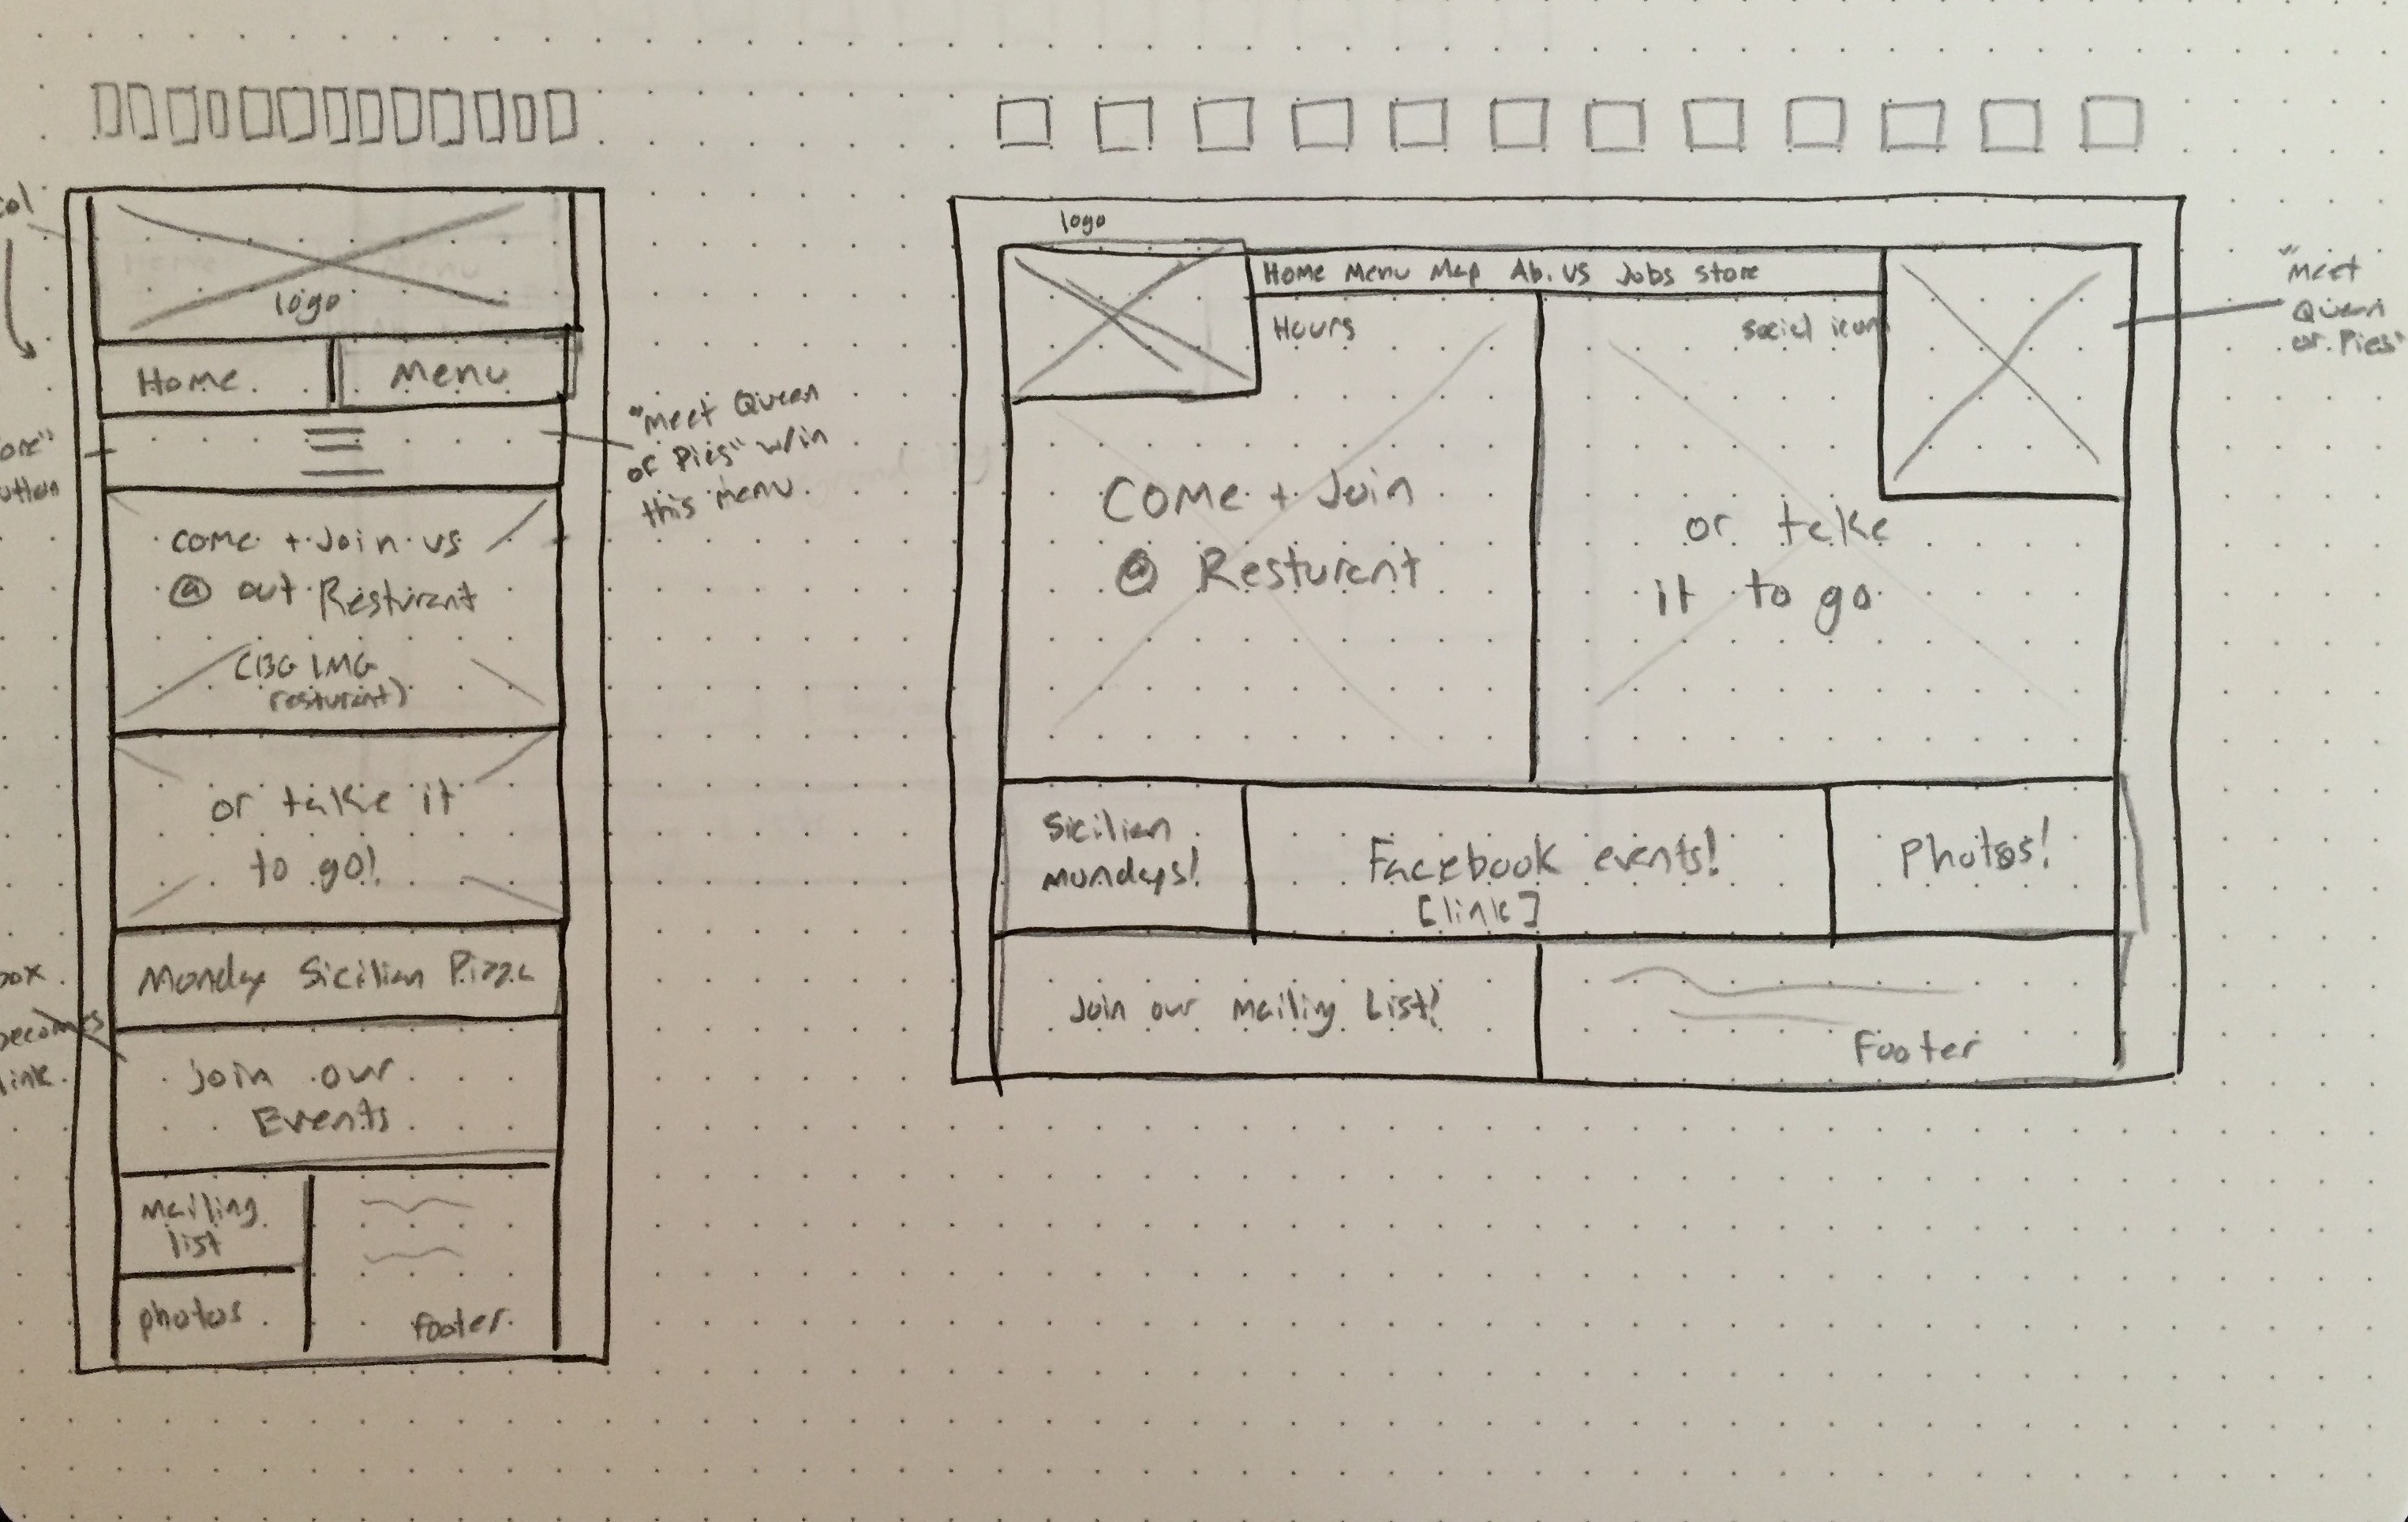 col
logo
Home
Menu
ore"
utton
"Meet Queen
of Pies" w/in
this menu.
come + Join us
@ out Resturant
(BG IMG
resturant)
or take it
to go!
Monday Sicilian Pizza
box
becomes
link.
Join our
Events
mailing
list
photos
footer.
logo
Home Menu Map Ab. US Jobs store
Hours
social icon
"Meet
Queen
of Pies"
Come + Join
@ Resturant
or take
it to go
Sicilian
mundays!
Facebook events!
[link]
Photos!
Join our Mailing List!
Footer